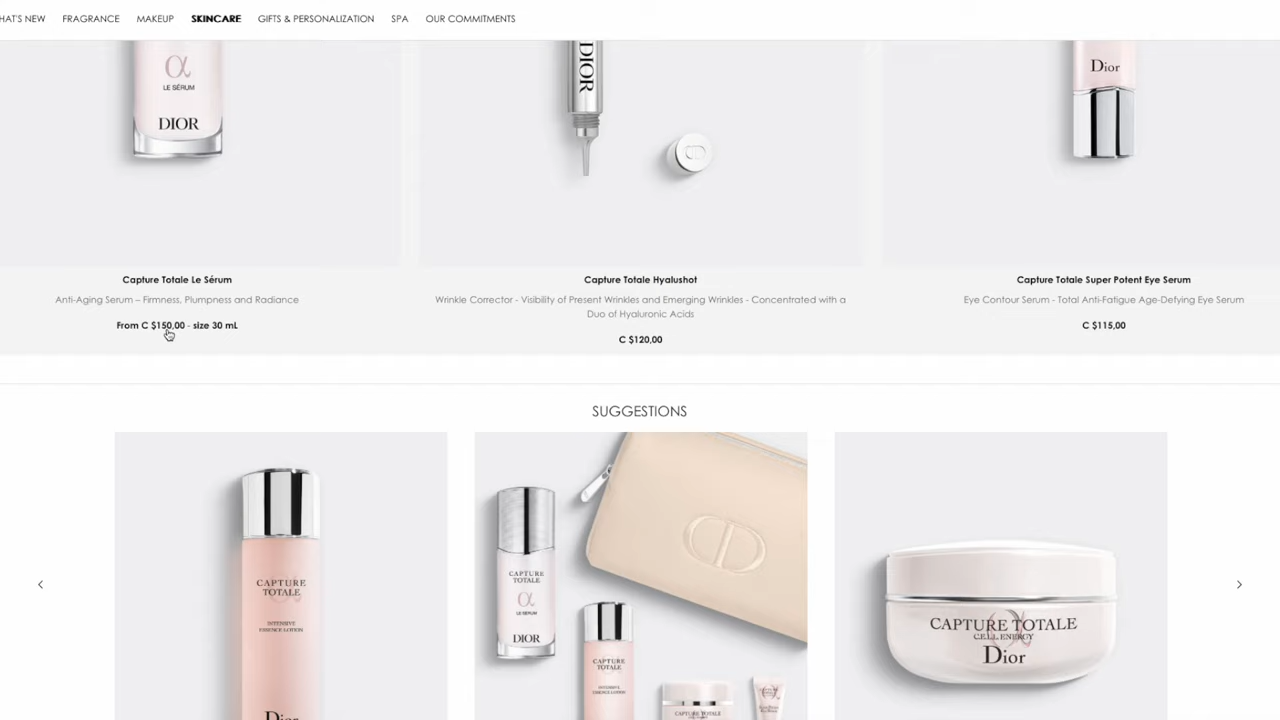 HAT'S NEW FRAGRANCE MAKEUP SKINCARE GIFTS & PERSONALIZATION SPA OUR COMMITMENTS
α
LE SÉRUM
DIOR
DIOR
CD
Dior
Capture Totale Le Sérum
Anti-Aging Serum – Firmness, Plumpness and Radiance
From C $150,00 - size 30 mL
Capture Totale Hyalushot
Wrinkle Corrector - Visibility of Present Wrinkles and Emerging Wrinkles - Concentrated with a
Duo of Hyaluronic Acids
C $120,00
Capture Totale Super Potent Eye Serum
Eye Contour Serum - Total Anti-Fatigue Age-Defying Eye Serum
C $115,00
SUGGESTIONS
CAPTURE
TOTALE
INTENSIVE
ESSENCE LOTION
Dior
CAPTURE
TOTALE
α
LE SÉRUM
DIOR
CD
CAPTURE
TOTALE
INTENSIVE
ESSENCE LOTION
CAPTURE TOTALE
C.E.L.L. ENERGY
Dior